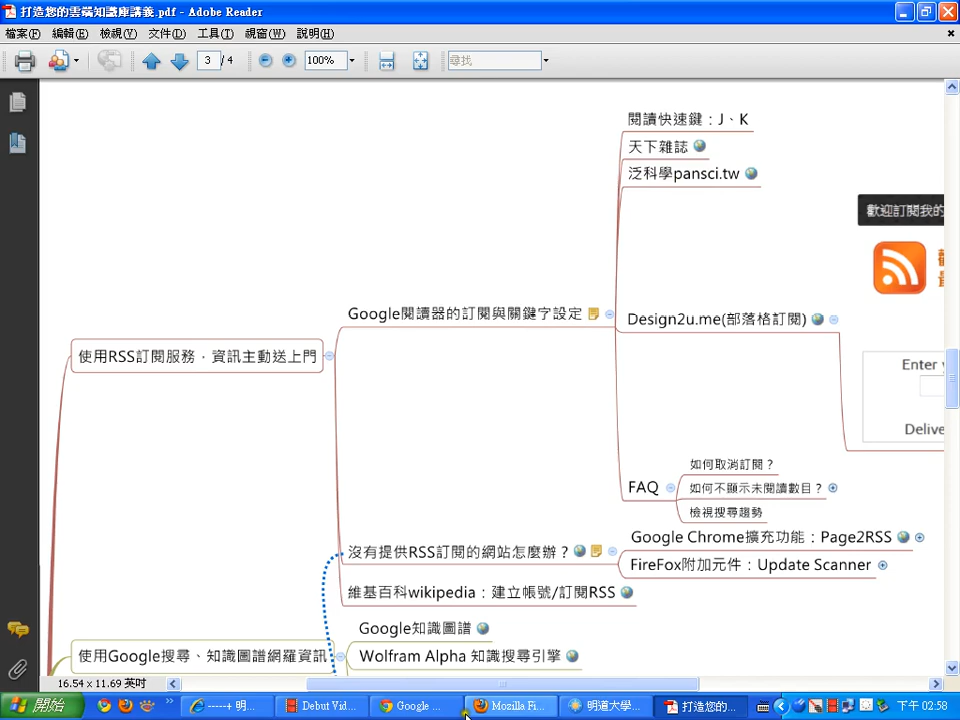 打造您的雲端知識庫講義.pdf - Adobe Reader
檔案(F) 編輯(E) 檢視(V) 文件(D) 工具(T) 視窗(W) 說明(H)
3 / 4 100% 尋找
閱讀快速鍵：J、K
天下雜誌
泛科學pansci.tw
歡迎訂閱我的
Google閱讀器的訂閱與關鍵字設定
Design2u.me(部落格訂閱)
使用RSS訂閱服務，資訊主動送上門
Enter
Delive
如何取消訂閱？
FAQ 如何不顯示未閱讀數目？
檢視搜尋趨勢
Google Chrome擴充功能：Page2RSS
沒有提供RSS訂閱的網站怎麼辦？
FireFox附加元件：Update Scanner
維基百科wikipedia：建立帳號/訂閱RSS
Google知識圖譜
使用Google搜尋、知識圖譜網羅資訊
Wolfram Alpha 知識搜尋引擎
16.54 x 11.69 英吋
開始 -----+ 明... Debut Vid... Google ... Mozilla Fi... 明道大學... 打造您的... 下午 02:58